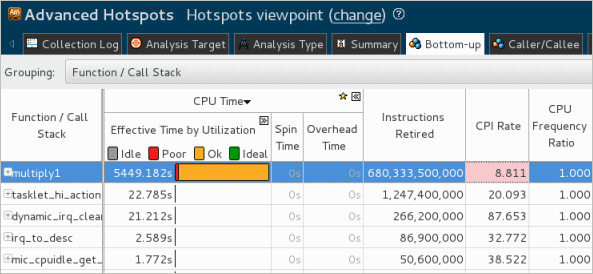 Advanced Hotspots Hotspots viewpoint (change) ?
Collection Log Analysis Target Analysis Type Summary Bottom-up Caller/Callee
Grouping: Function / Call Stack
Function / Call Stack
CPU Time
Effective Time by Utilization
Idle Poor Ok Ideal
Spin Time
Overhead Time
Instructions Retired
CPI Rate
CPU Frequency Ratio
multiply1 5449.182s 0s 0s 680,333,500,000 8.811 1.000
tasklet_hi_action 22.785s 0s 0s 1,247,400,000 20.093 1.000
dynamic_irq_clea 21.212s 0s 0s 266,200,000 87.653 1.000
irq_to_desc 2.589s 0s 0s 86,900,000 32.772 1.000
mic_cpuidle_get_ 1.772s 0s 0s 50,600,000 38.522 1.000